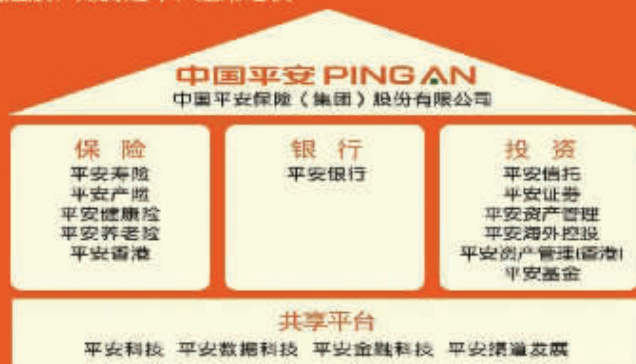 中国平安 PING AN
中国平安保险（集团）股份有限公司
保 险
平安寿险
平安产险
平安健康险
平安养老险
平安香港
银 行
平安银行
投 资
平安信托
平安证券
平安资产管理
平安海外控股
平安资产管理(香港)
平安基金
共享平台
平安科技 平安数据科技 平安金融科技 平安渠道发展